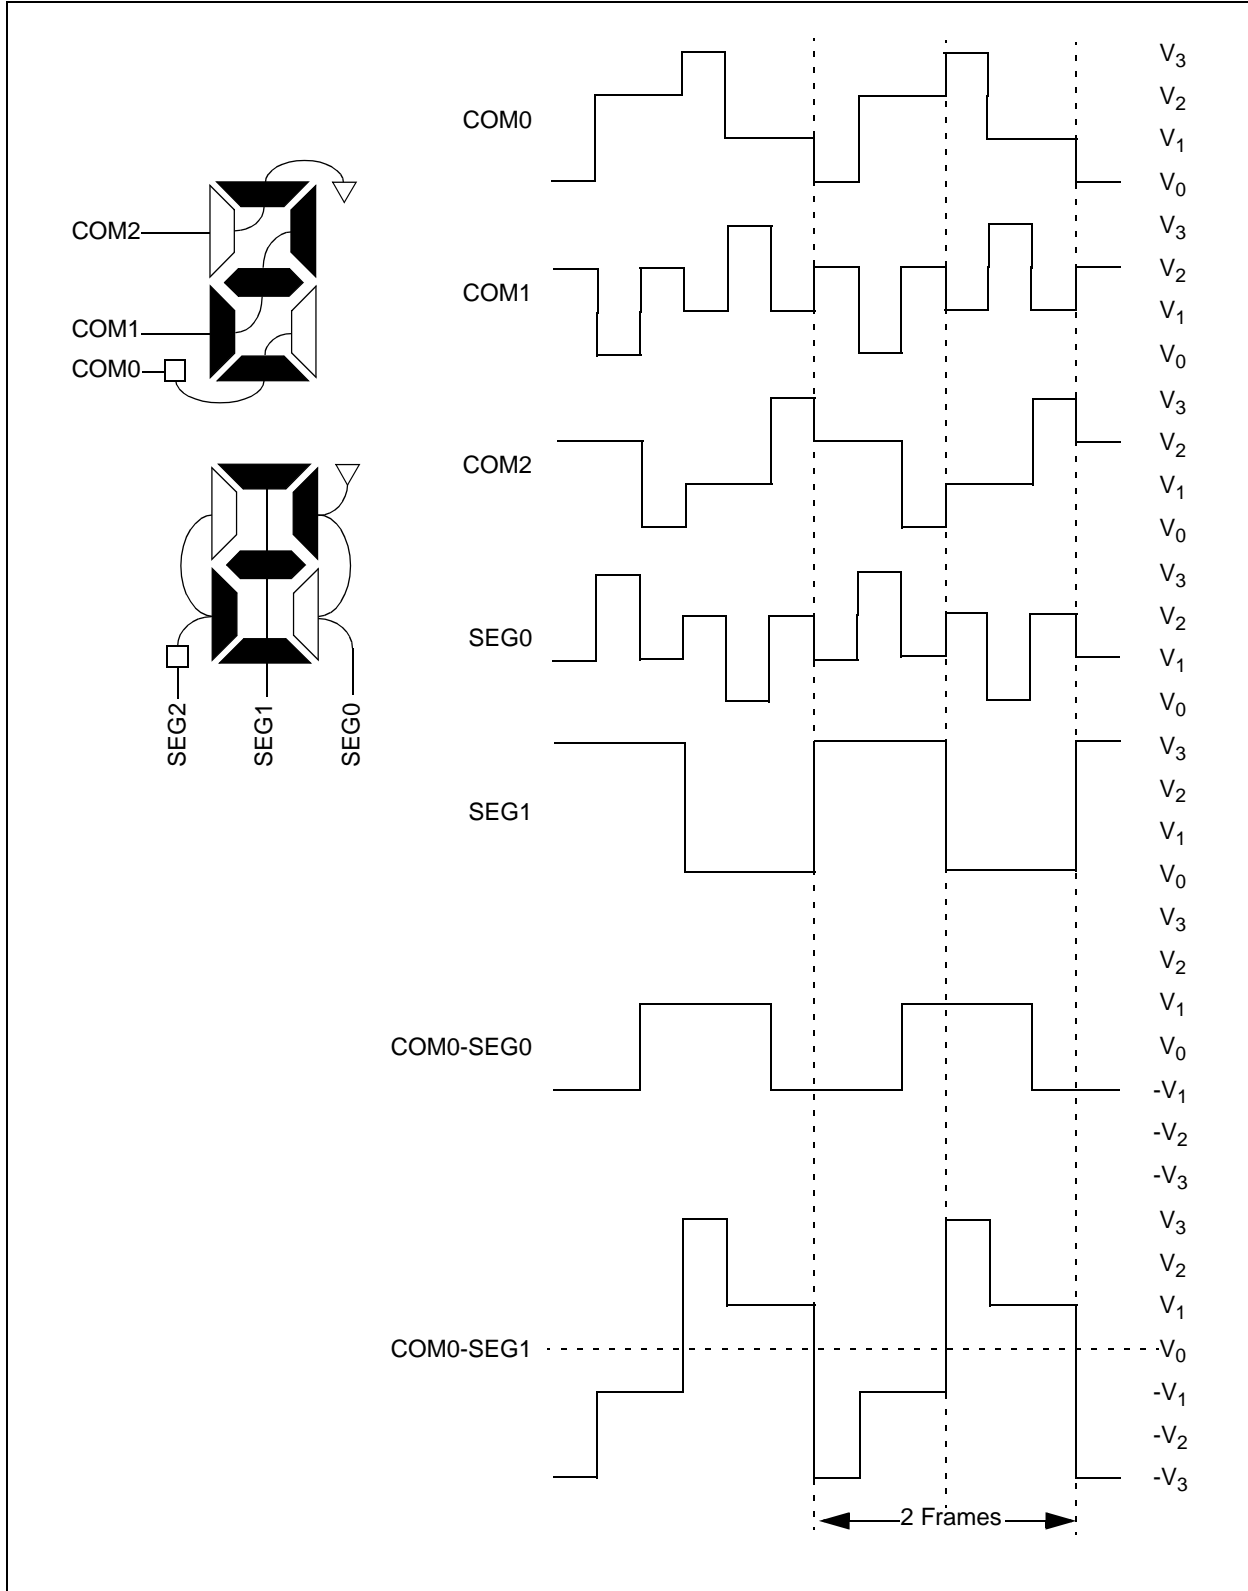 COM2
COM1
COM0
SEG2
SEG1
SEG0
COM0
V3
V2
V1
V0
COM1
V3
V2
V1
V0
COM2
V3
V2
V1
V0
SEG0
V3
V2
V1
V0
SEG1
V3
V2
V1
V0
COM0-SEG0
V3
V2
V1
V0
-V1
-V2
-V3
COM0-SEG1
V3
V2
V1
V0
-V1
-V2
-V3
2 Frames